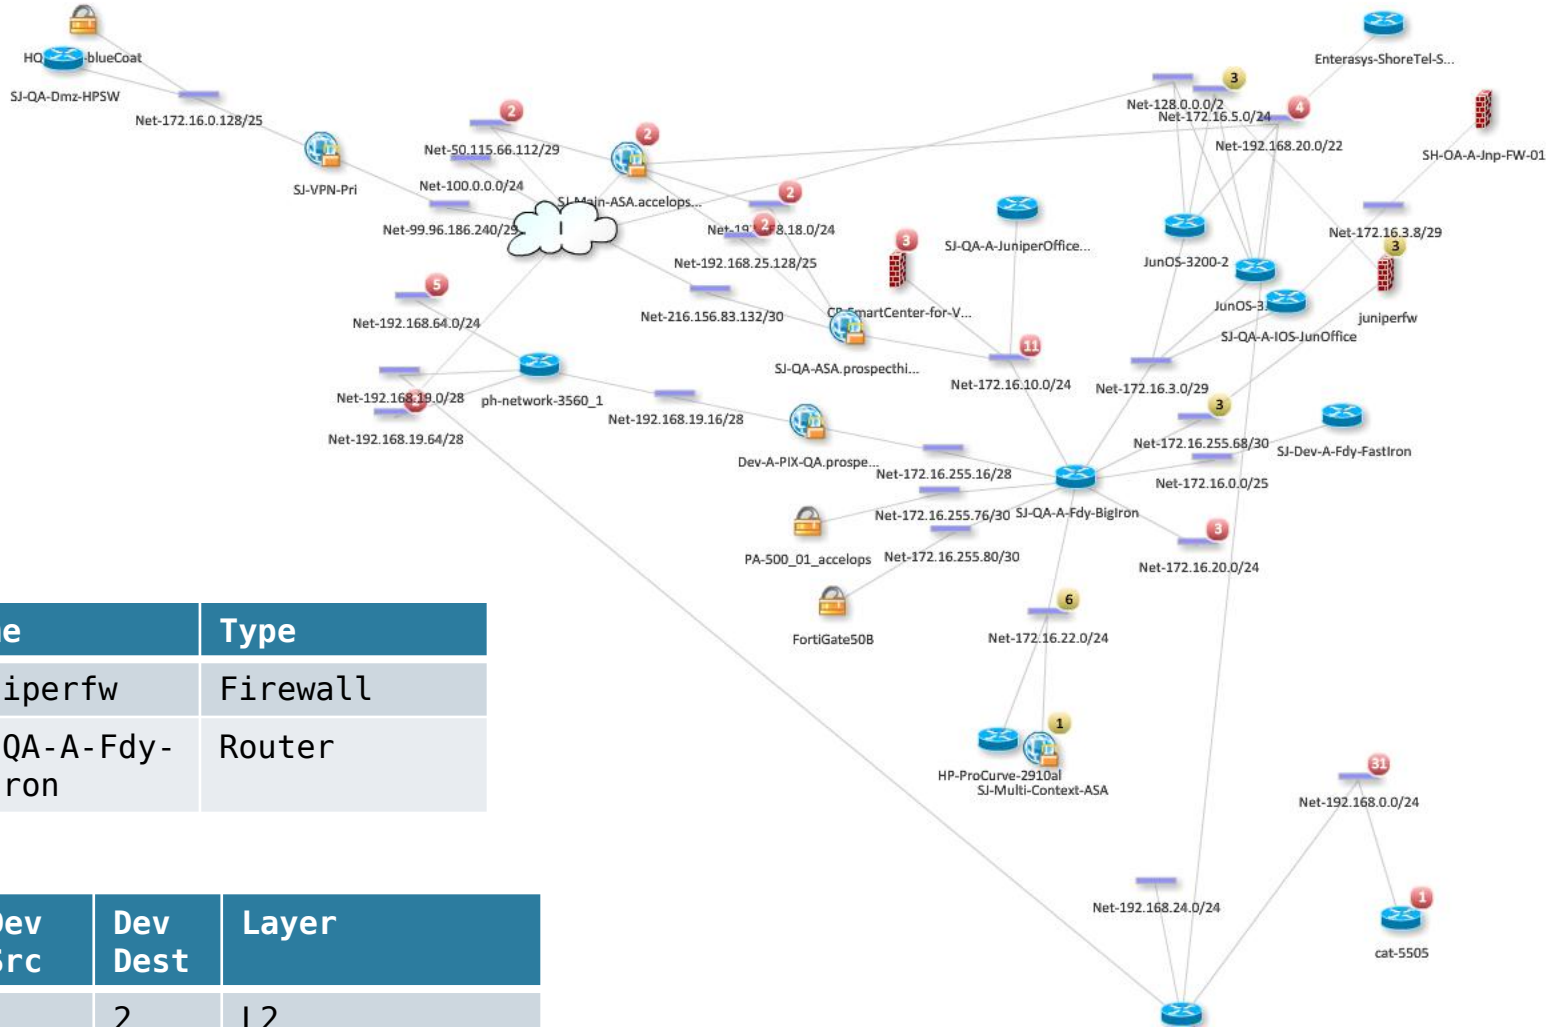 HQ
-blueCoat
SJ-QA-Dmz-HPSW
Net-172.16.0.128/25
SJ-VPN-Pri
2
Net-50.115.66.112/29
Net-100.0.0.0/24
Net-99.96.186.240/29
2
SJ-Main-ASA.accelops...
I
2
Net-19
8.18.0/24
2
Net-192.168.25.128/25
Net-216.156.83.132/30
3
CP-SmartCenter-for-V...
SJ-QA-A-JuniperOffice...
SJ-QA-ASA.prospecthi...
11
Net-172.16.10.0/24
Enterasys-ShoreTel-S...
Net-128.0.0.0/2
3
Net-172.16.5.0/24
4
Net-192.168.20.0/22
SH-OA-A-Jnp-FW-01
Net-172.16.3.8/29
3
juniperfw
JunOS-3200-2
JunOS-3
SJ-QA-A-IOS-JunOffice
Net-172.16.3.0/29
5
Net-192.168.64.0/24
Net-192.168.19.0/28
Net-192.168.19.64/28
ph-network-3560_1
Net-192.168.19.16/28
Dev-A-PIX-QA.prospe...
Net-172.16.255.16/28
3
Net-172.16.255.68/30
SJ-Dev-A-Fdy-FastIron
Net-172.16.0.0/25
Net-172.16.255.76/30
SJ-QA-A-Fdy-BigIron
PA-500_01_accelops
Net-172.16.255.80/30
3
Net-172.16.20.0/24
FortiGate50B
6
Net-172.16.22.0/24
HP-ProCurve-2910al
1
SJ-Multi-Context-ASA
31
Net-192.168.0.0/24
Net-192.168.24.0/24
1
cat-5505
Type
iperfw
Firewall
QA-A-Fdy-
ron
Router
Dev
Dest
Layer
2
L2